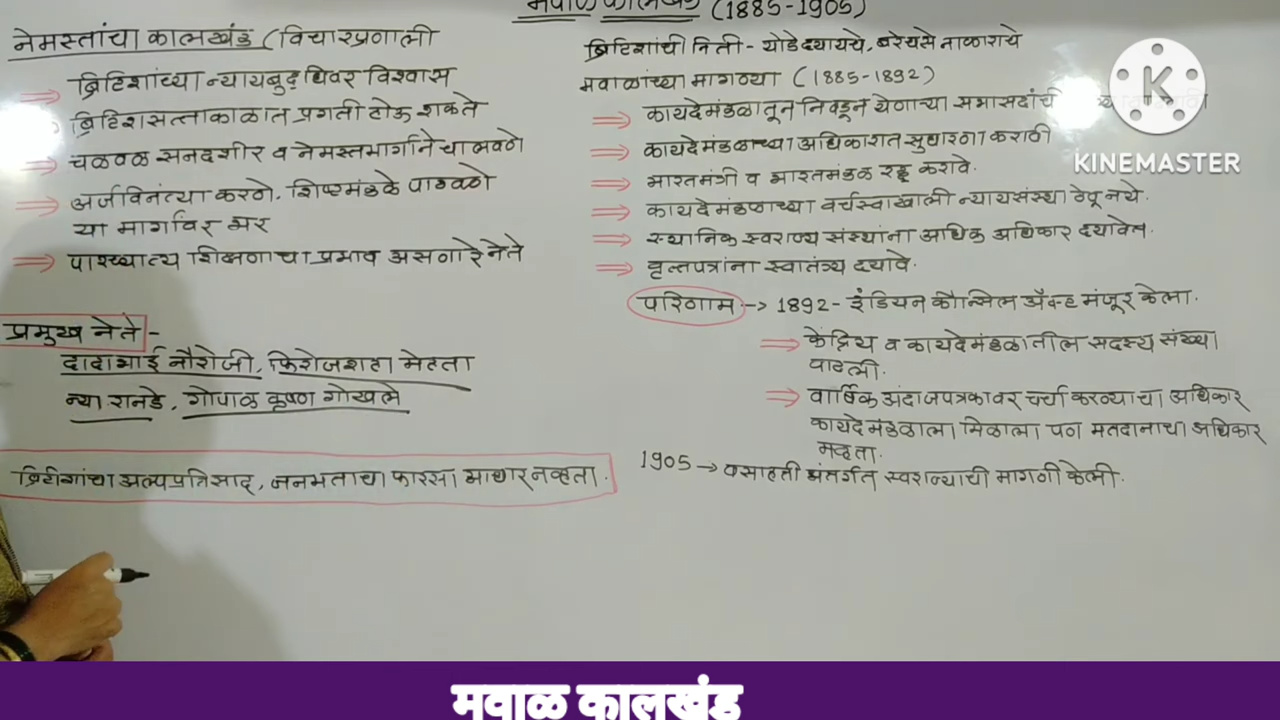 मवाळ कालखंड (1885-1905)
नेमस्तांचा कालखंड (विचारप्रणाली
ब्रिटिशांच्या न्यायबुद्धिवर विश्वास
ब्रिटिशसत्ताकाळात प्रगती होऊ शकते
चळवळ सनदशीर व नेमस्तमार्गानेचालवणे
अर्जविनंत्या करणे, शिष्टमंडळे पाठवणे
या मार्गावर भर
पाश्च्यात्य शिक्षणाचा प्रभाव असणारे नेते
प्रमुख नेते -
दादाभाई नौरोजी, फिरोजशहा मेहता
न्या रानडे, गोपाळ कृष्ण गोखले
ब्रिटीशांचा अल्पप्रतिसाद, जनमताचा फारसा आधार नव्हता.
ब्रिटिशांची निती - थोडे द्यायचे, बरेचसे नाकारायचे
मवाळांच्या मागण्या (1885-1892)
कायदेमंडळातून निवडून येणाऱ्या सभासदांची
कायदेमंडळाच्या अधिकारात सुधारणा करावी
भारतमंत्री व भारतमंडळ रद्द करावे.
कायदेमंडळाच्या वर्चस्वाखाली न्यायसंस्था ठेवू नये.
स्थानिक स्वराज्य संस्थांना अधिक अधिकार द्यावेत.
वृत्तपत्रांना स्वातंत्र्य द्यावे.
परिणाम -> 1892- इंडियन कौन्सिल ॲक्ट मंजूर केला.
केंद्रिय व कायदेमंडळातील सदस्य संख्या
वाढली.
वार्षिक अंदाजपत्रकावर चर्चा करण्याचा अधिकार
कायदेमंडळाला मिळाला पण मतदानाचा अधिकार
नव्हता.
1905 -> वसाहती अंतर्गत स्वराज्याची मागणी केली.
K
KINEMASTER
मवाळ कालखंड